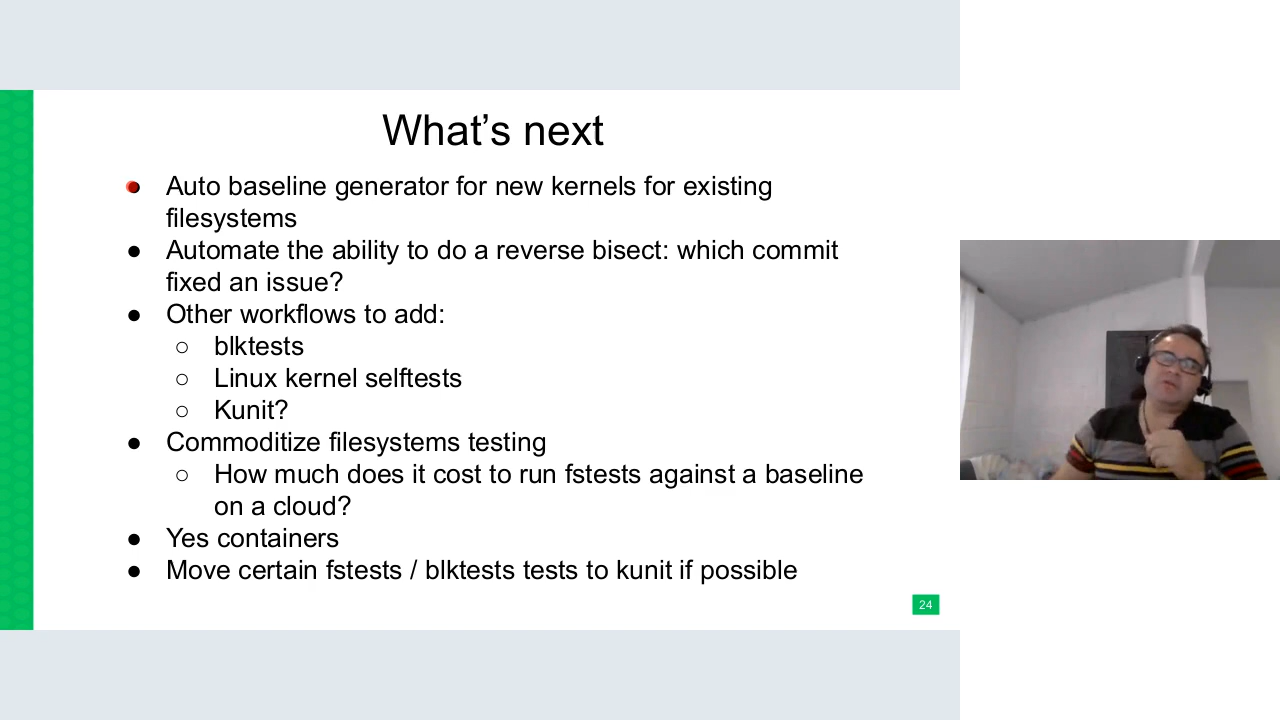 What's next
● Auto baseline generator for new kernels for existing
filesystems
● Automate the ability to do a reverse bisect: which commit
fixed an issue?
● Other workflows to add:
○ blktests
○ Linux kernel selftests
○ Kunit?
● Commoditize filesystems testing
○ How much does it cost to run fstests against a baseline
on a cloud?
● Yes containers
● Move certain fstests / blktests tests to kunit if possible
24